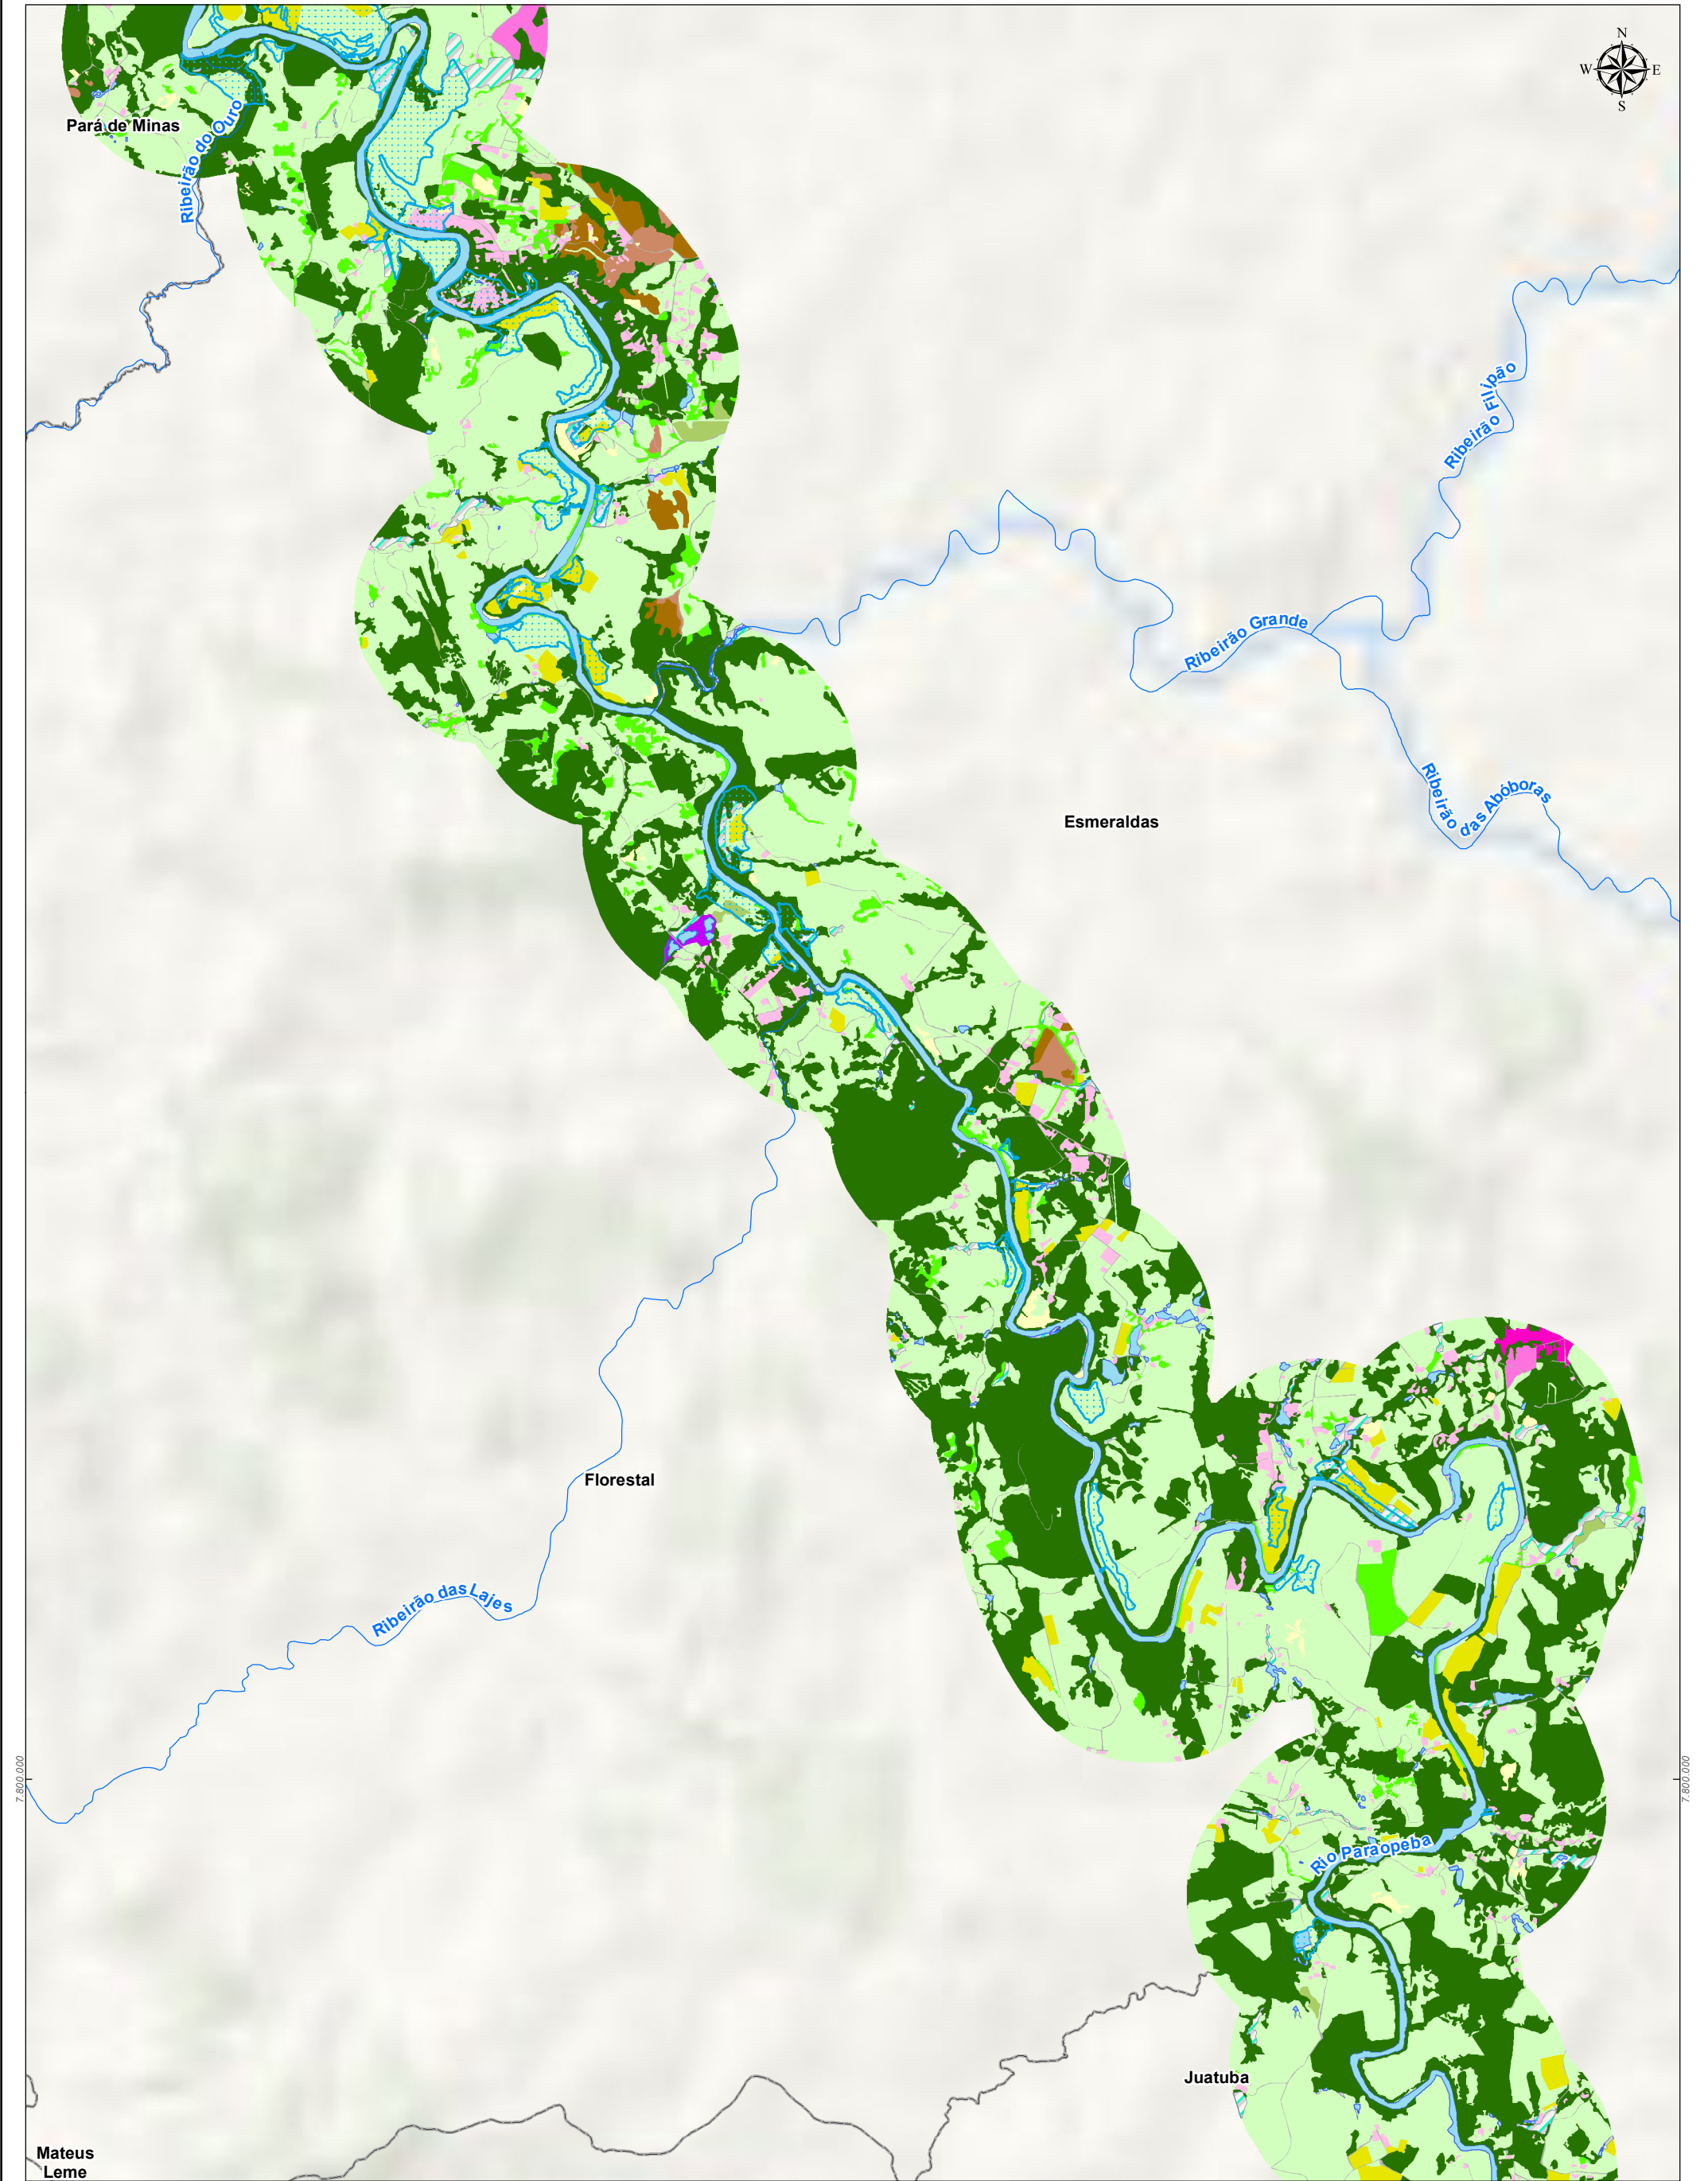 N
W E
S
Pará de Minas
Ribeirão do Ouro
Ribeirão Filipão
Ribeirão Grande
Ribeirão das Abóboras
Esmeraldas
Florestal
Ribeirão das Lajes
7.800.000
7.800.000
Rio Paraopeba
Juatuba
Mateus
Leme